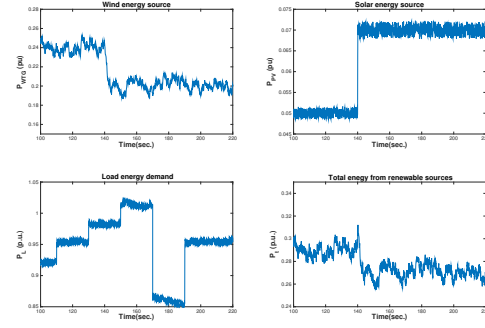 Wind energy source
0.28
0.26
0.24
0.22
0.2
0.18
0.16
P_WTG (pu)
100 120 140 160 180 200 220
Time(sec.)
Solar energy source
0.075
0.07
0.065
0.06
0.055
0.05
0.045
P_PV (pu)
100 120 140 160 180 200 220
Time(sec.)
Load energy demand
1.05
1
0.95
0.9
0.85
P_L (p.u.)
100 120 140 160 180 200 220
Time(sec.)
Total enegy from renewable sources
0.34
0.32
0.3
0.28
0.26
0.24
P_t (p.u.)
100 120 140 160 180 200 220
Time(sec.)